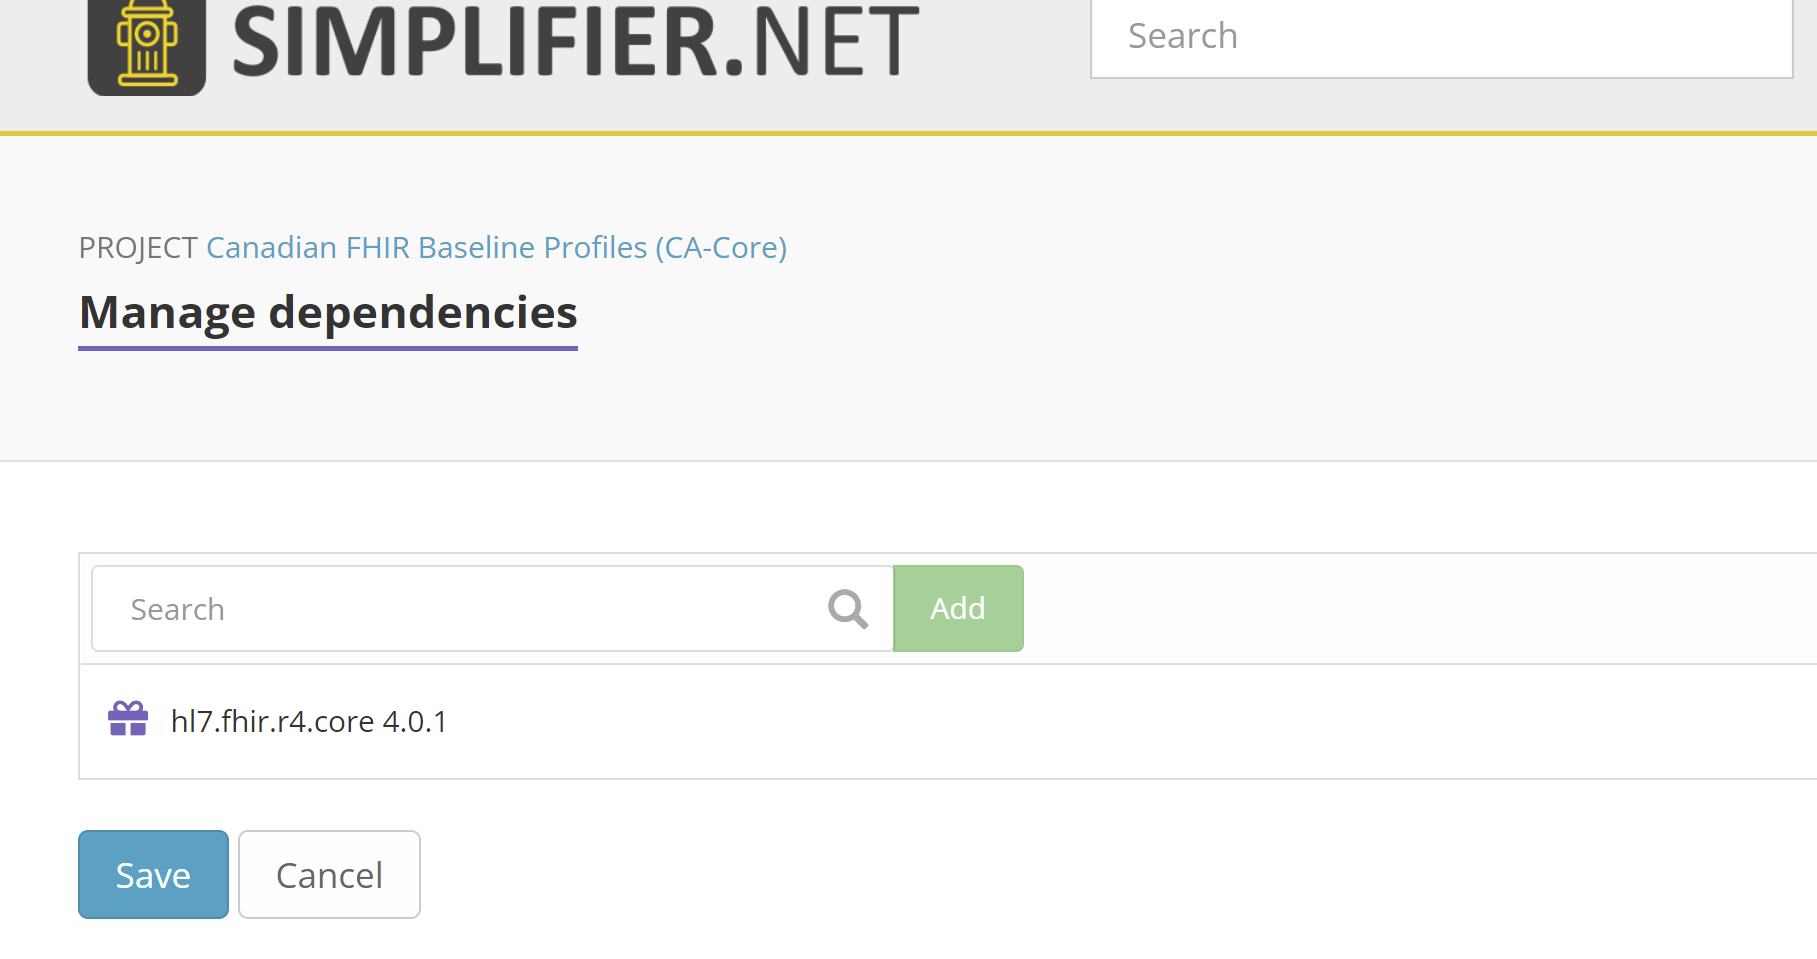 SIMPLIFIER.NET
Search
PROJECT Canadian FHIR Baseline Profiles (CA-Core)
Manage dependencies
Search
Add
hl7.fhir.r4.core 4.0.1
Save
Cancel